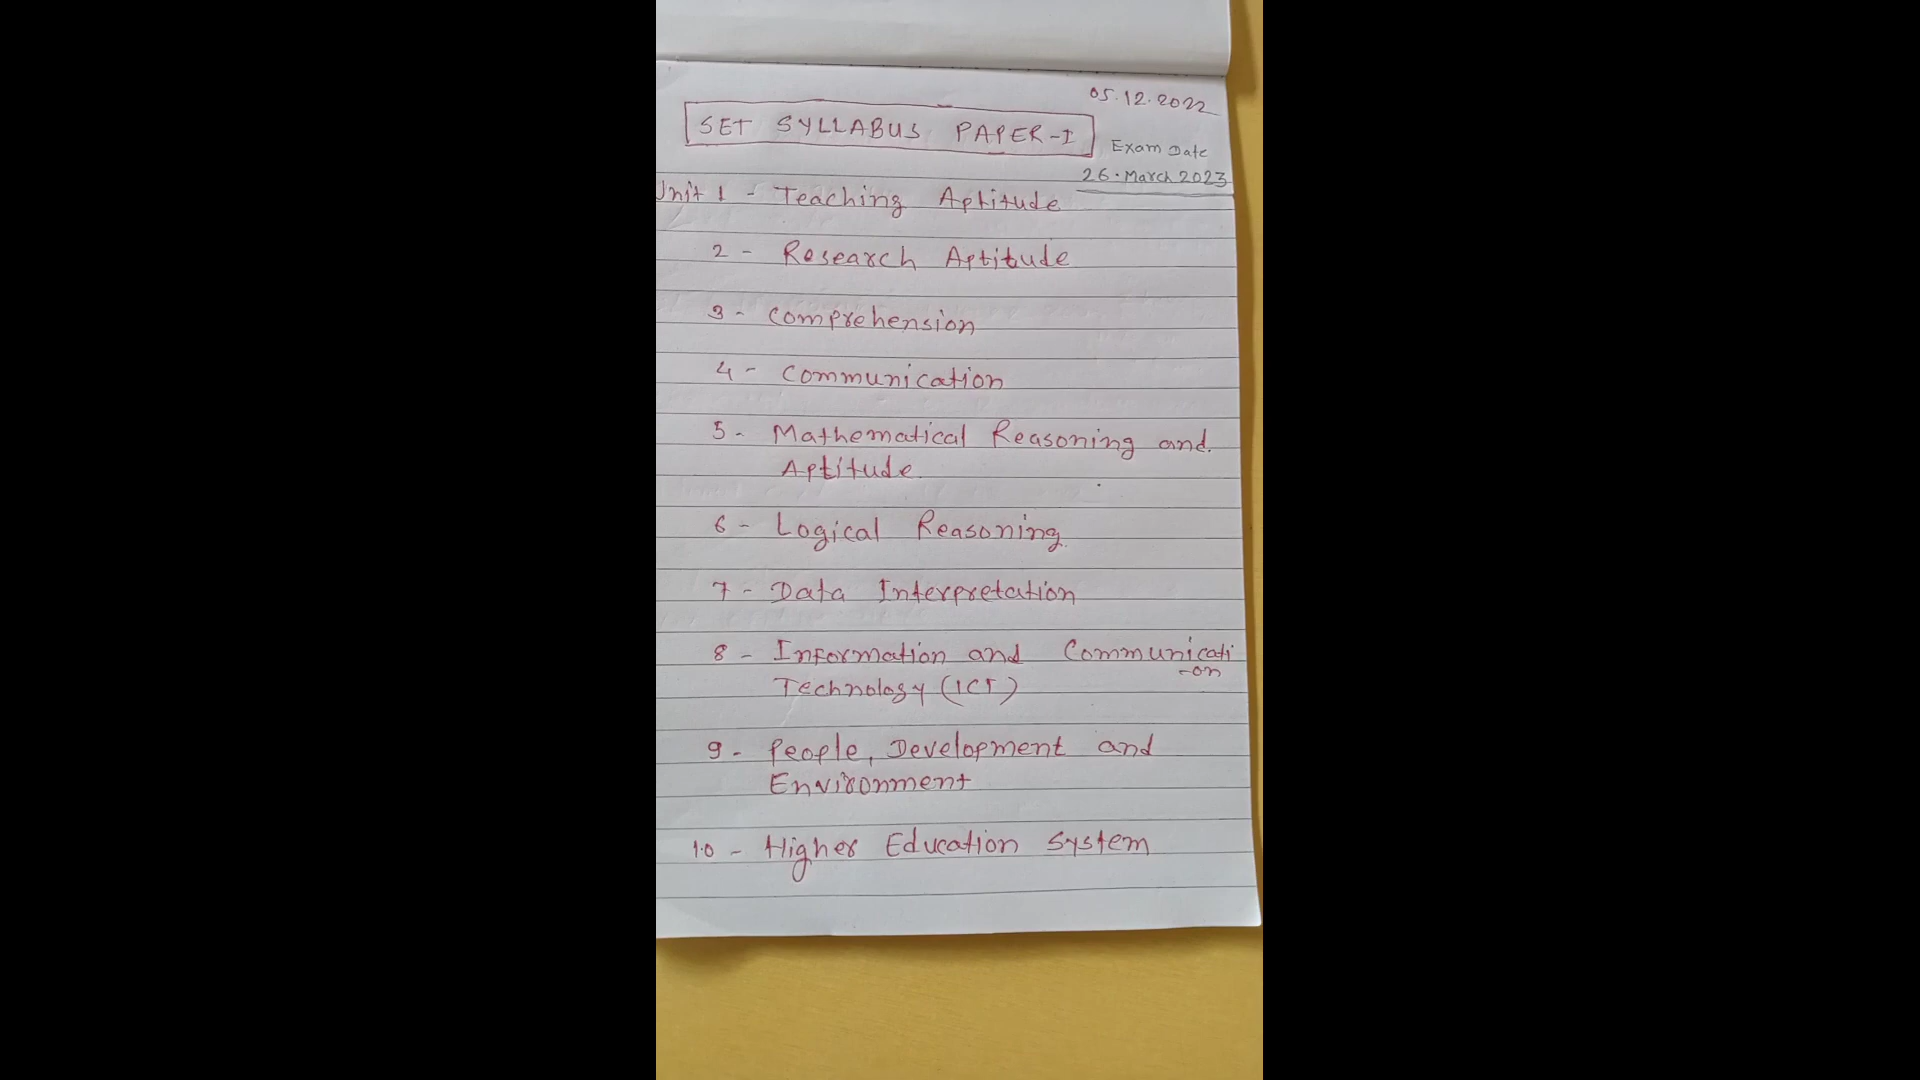 05.12.2022
SET SYLLABUS PAPER-I
Exam Date
26. March 2023
Unit 1 - Teaching Aptitude
2 - Research Aptitude
3 - Comprehension
4 - Communication
5 - Mathematical Reasoning and
Aptitude
6 - Logical Reasoning
7 - Data Interpretation
8 - Information and Communicati
-on
Technology (ICT)
9 - People, Development and
Environment
10 - Higher Education System